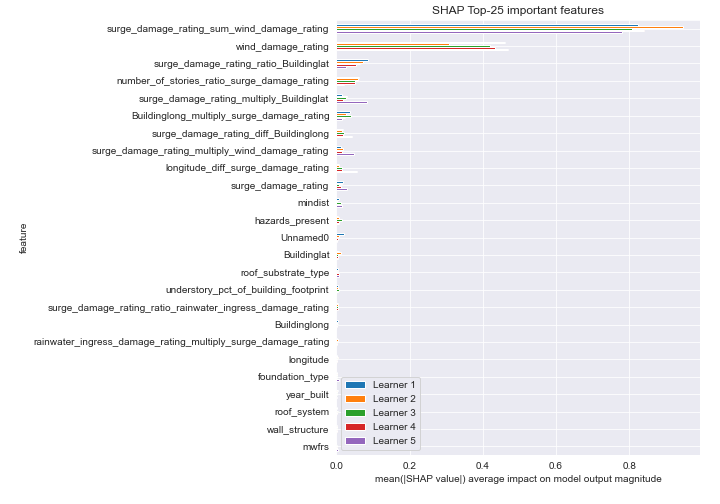 SHAP Top-25 important features
surge_damage_rating_sum_wind_damage_rating
wind_damage_rating
surge_damage_rating_ratio_Buildinglat
number_of_stories_ratio_surge_damage_rating
surge_damage_rating_multiply_Buildinglat
Buildinglong_multiply_surge_damage_rating
surge_damage_rating_diff_Buildinglong
surge_damage_rating_multiply_wind_damage_rating
longitude_diff_surge_damage_rating
surge_damage_rating
mindist
hazards_present
Unnamed0
Buildinglat
roof_substrate_type
understory_pct_of_building_footprint
surge_damage_rating_ratio_rainwater_ingress_damage_rating
Buildinglong
rainwater_ingress_damage_rating_multiply_surge_damage_rating
longitude
foundation_type
year_built
roof_system
wall_structure
mwfrs
feature
Learner 1
Learner 2
Learner 3
Learner 4
Learner 5
0.0 0.2 0.4 0.6 0.8
mean(|SHAP value|) average impact on model output magnitude